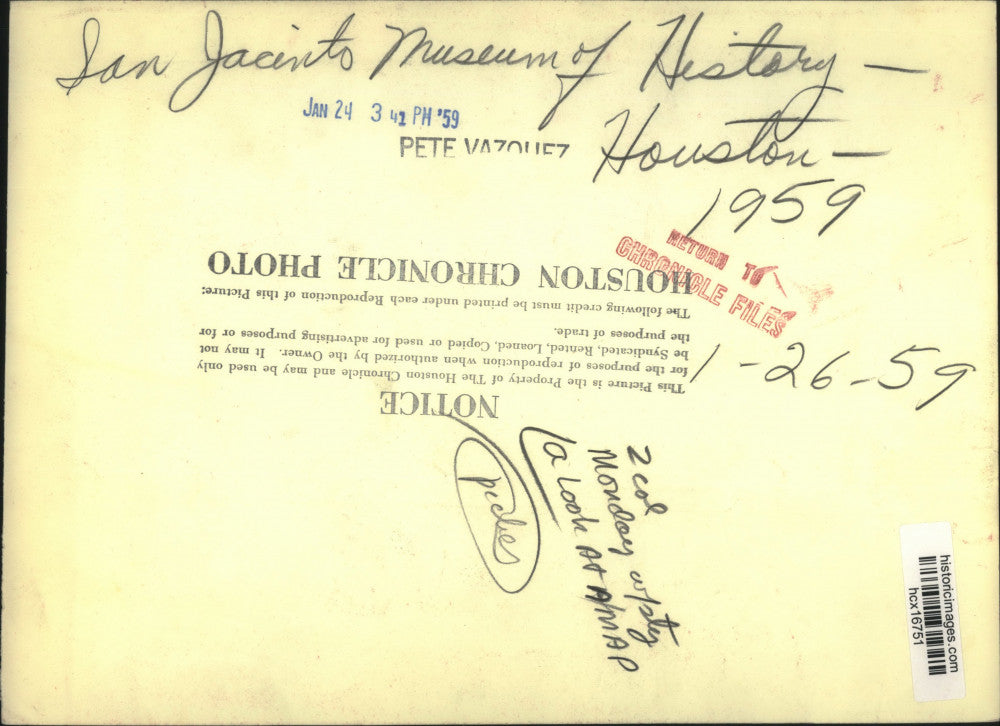 San Jacinto Museum of History —
Houston —
1959
JAN 24 3 41 PM '59
PETE VAZQUEZ
RETURN TO
CHRONICLE FILES
1-26-59
NOTICE
This Picture is the Property of The Houston Chronicle and may be used only
for the purposes of reproduction when authorized by the Owner. It may not
be Syndicated, Rented, Loaned, Copied or used for advertising purposes or for
the purposes of trade.
The following credit must be printed under each Reproduction of this Picture:
HOUSTON CHRONICLE PHOTO
2 col
Monday w/sty
a Look At A/MAP
historicimages.com
hcx16751